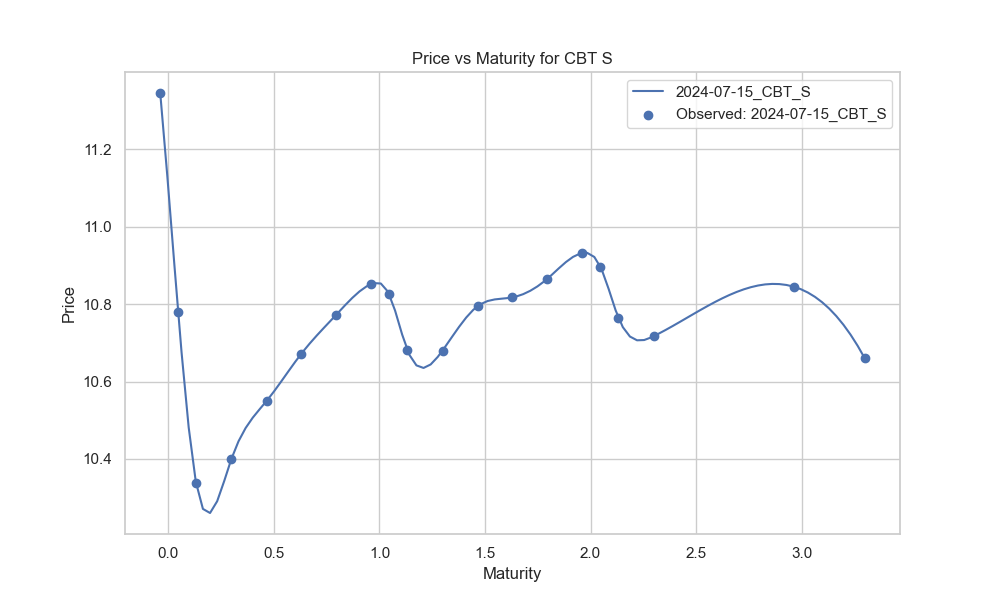 Price vs Maturity for CBT S
2024-07-15_CBT_S
Observed: 2024-07-15_CBT_S
Price
11.2
11.0
10.8
10.6
10.4
0.0 0.5 1.0 1.5 2.0 2.5 3.0
Maturity